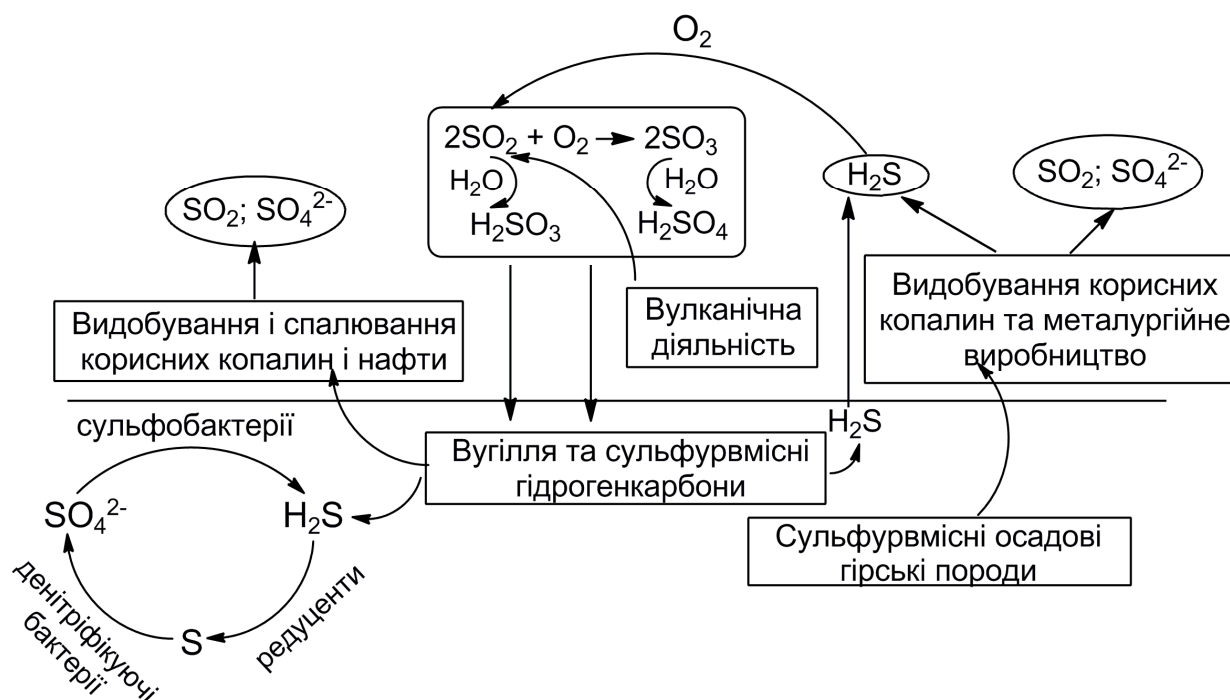 O₂
2SO₂ + O₂ → 2SO₃
H₂O
H₂O
H₂SO₃
H₂SO₄
SO₂; SO₄²⁻
H₂S
SO₂; SO₄²⁻
Видобування і спалювання
корисних копалин і нафти
Вулканічна
діяльність
Видобування корисних
копалин та металургійне
виробництво
сульфобактерії
SO₄²⁻
H₂S
S
денітріфікуючі
бактерії
редуценти
Вугілля та сульфурвмісні
гідрогенкарбони
H₂S
Сульфурвмісні осадові
гірські породи